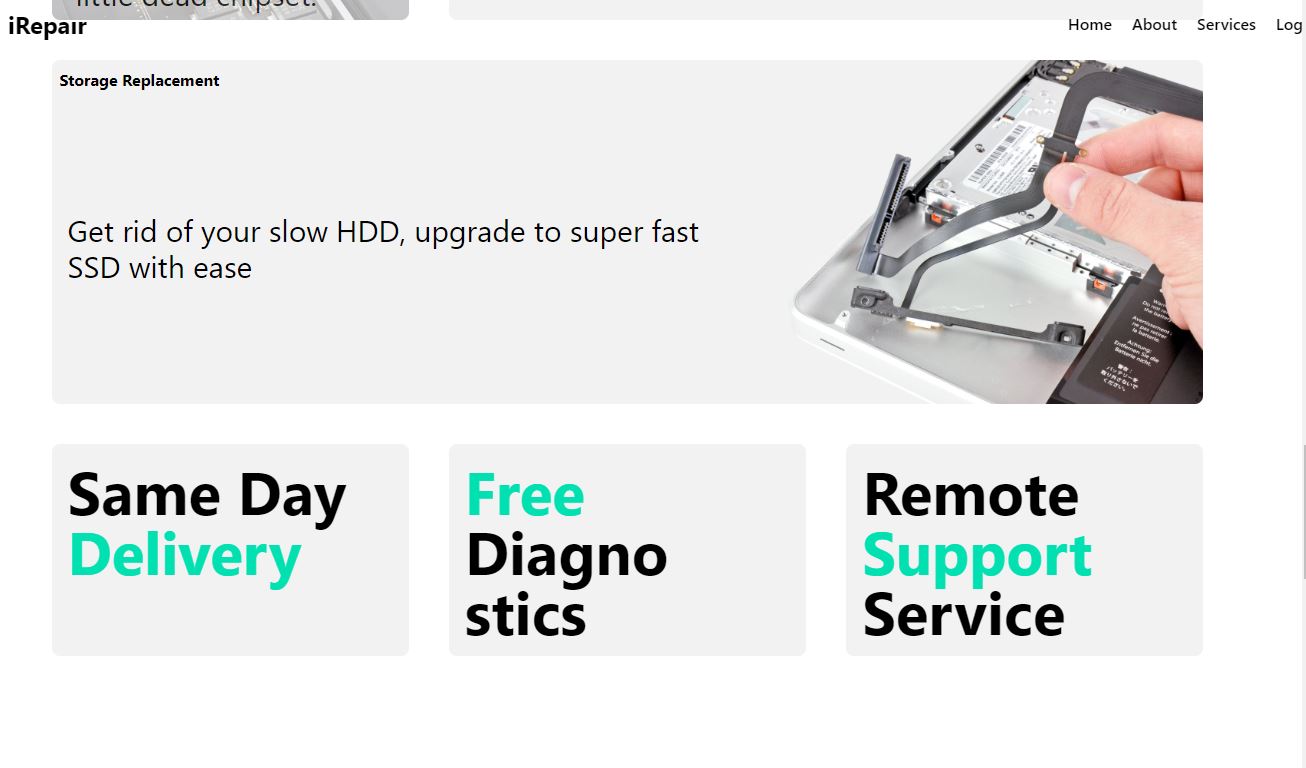 little dead chipset.
iRepair
Home About Services Log
Storage Replacement
Get rid of your slow HDD, upgrade to super fast
SSD with ease
Achtung:
Same Day
Delivery
Free
Diagno
stics
Remote
Support
Service